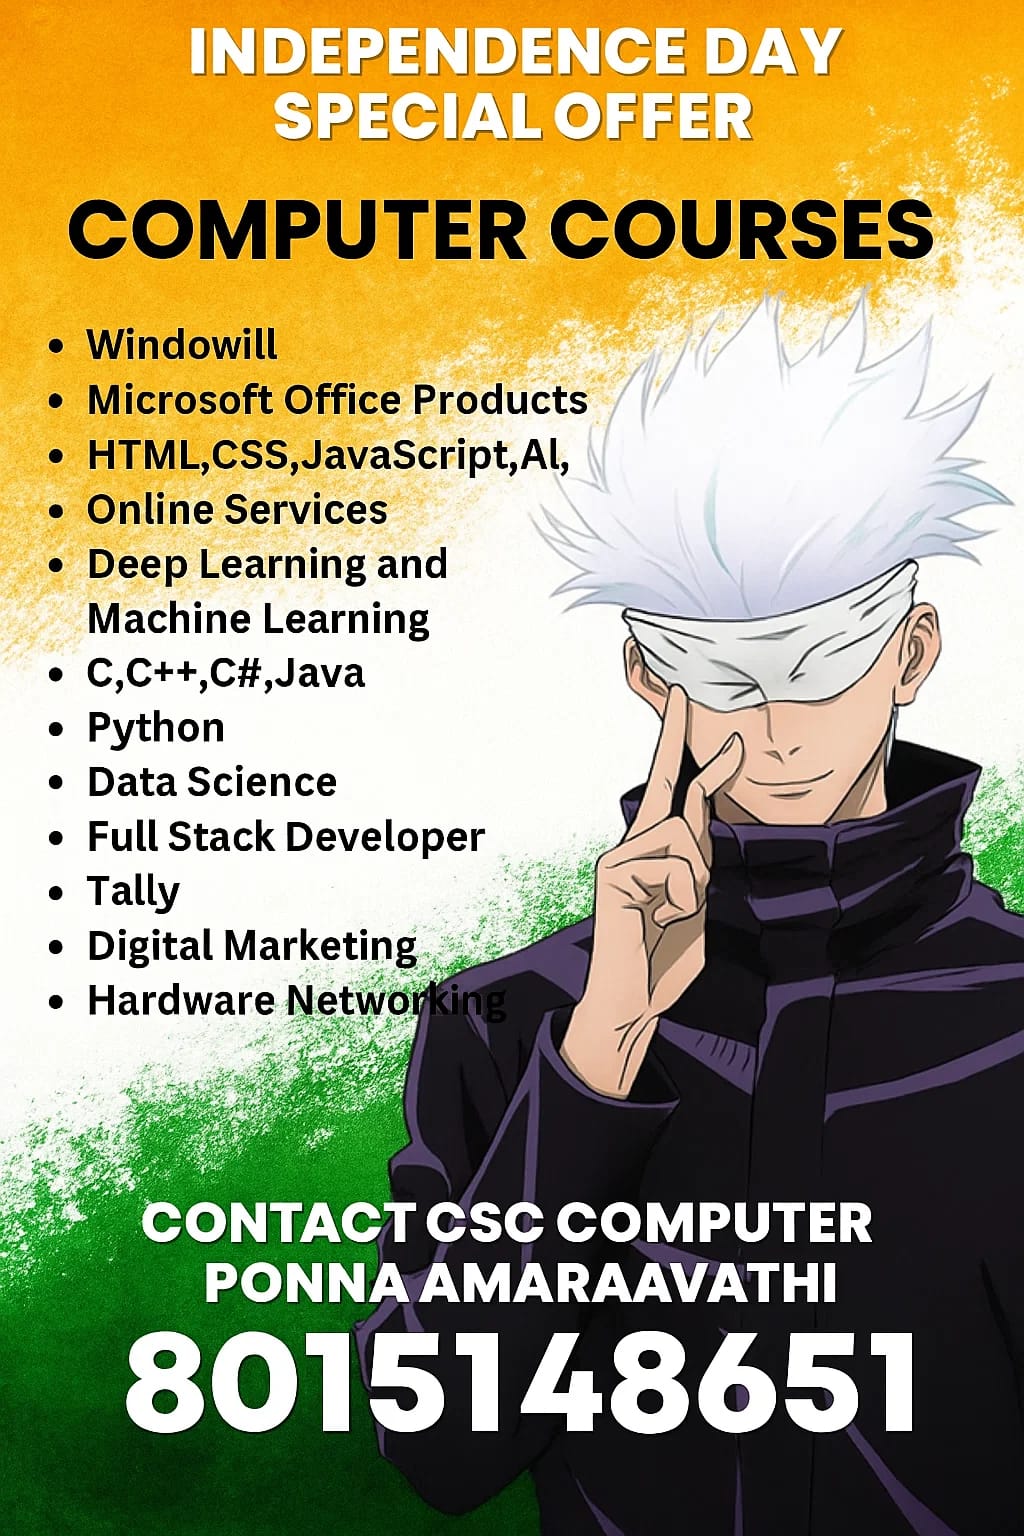 INDEPENDENCE DAY
SPECIAL OFFER
COMPUTER COURSES
• Windowill
• Microsoft Office Products
• HTML,CSS,JavaScript,Al,
• Online Services
• Deep Learning and
Machine Learning
• C,C++,C#,Java
• Python
• Data Science
• Full Stack Developer
• Tally
• Digital Marketing
• Hardware Networking
CONTACT CSC COMPUTER
PONNA AMARAAVATHI
8015148651